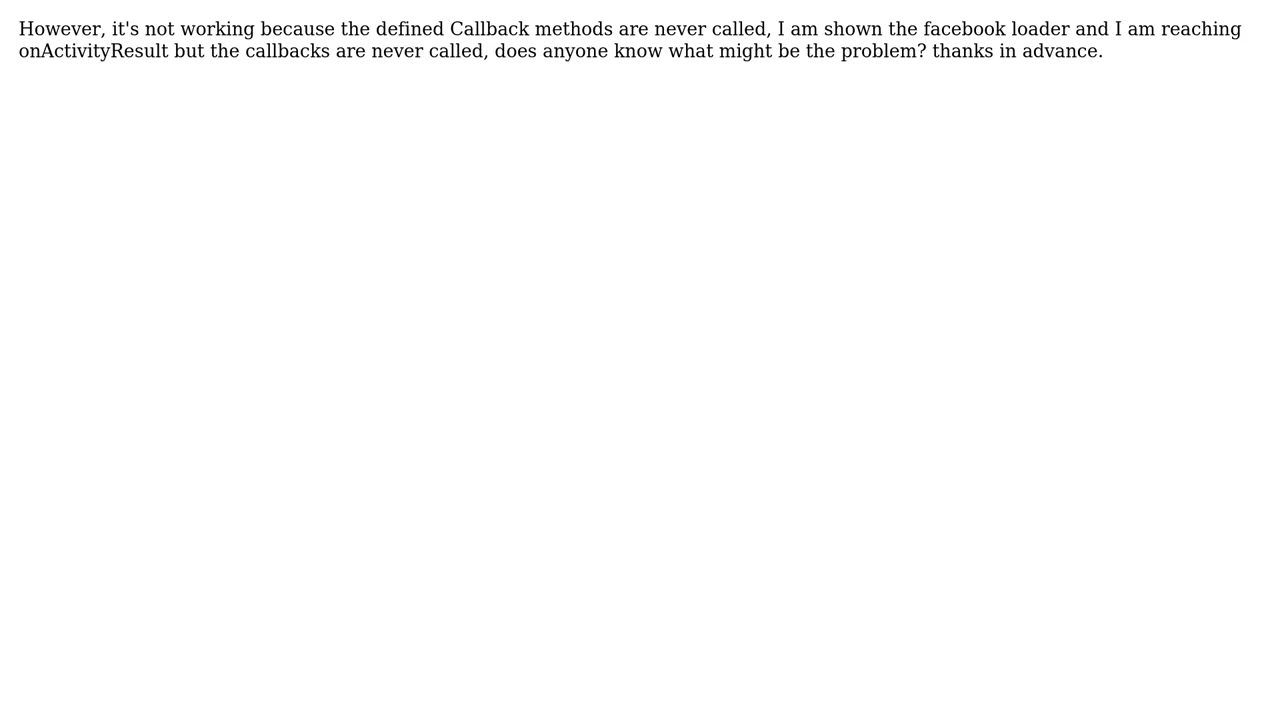 However, it's not working because the defined Callback methods are never called, I am shown the facebook loader and I am reaching
onActivityResult but the callbacks are never called, does anyone know what might be the problem? thanks in advance.